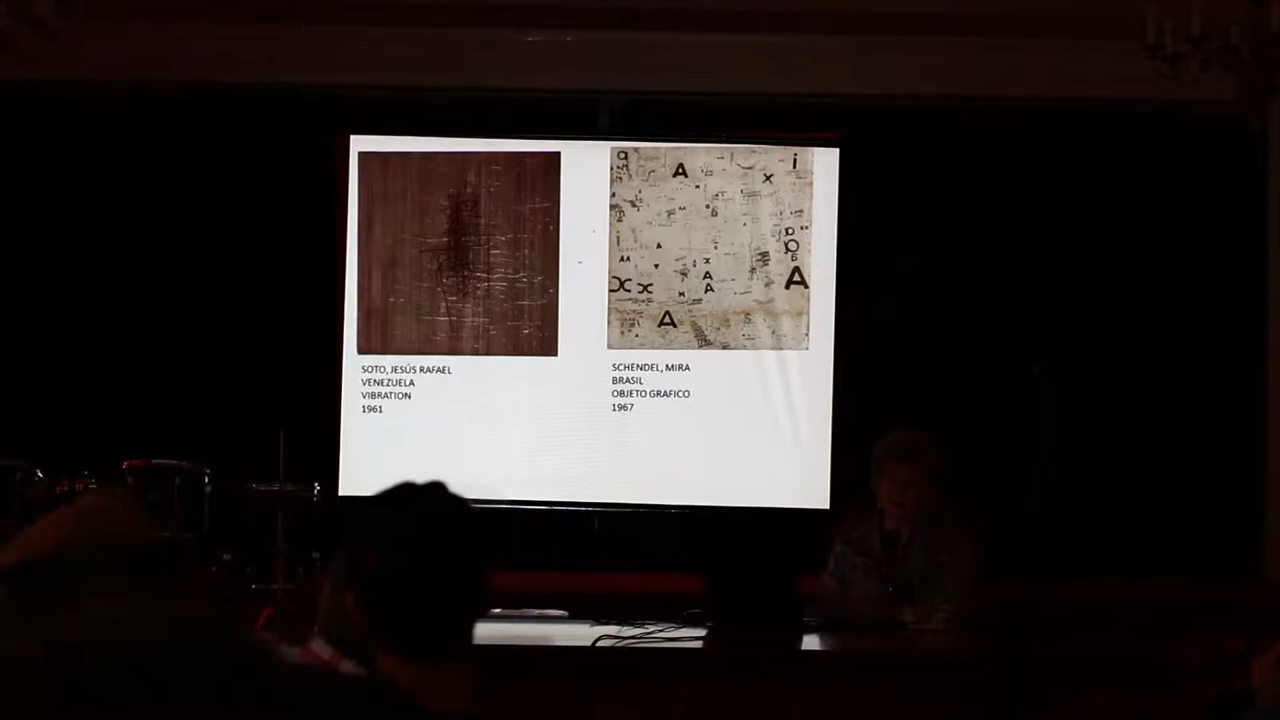 SOTO, JESÚS RAFAEL
VENEZUELA
VIBRATION
1961
SCHENDEL, MIRA
BRASIL
OBJETO GRAFICO
1967
a
A
i
x
A
A
A
A